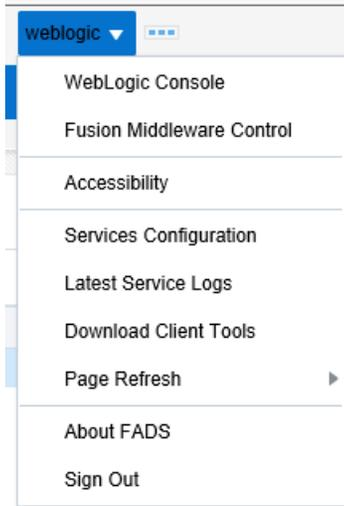 weblogic
WebLogic Console
Fusion Middleware Control
Accessibility
Services Configuration
Latest Service Logs
Download Client Tools
Page Refresh
About FADS
Sign Out